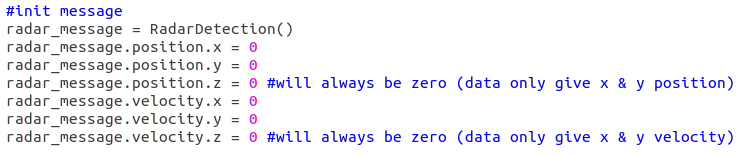 #init message
radar_message = RadarDetection()
radar_message.position.x = 0
radar_message.position.y = 0
radar_message.position.z = 0 #will always be zero (data only give x & y position)
radar_message.velocity.x = 0
radar_message.velocity.y = 0
radar_message.velocity.z = 0 #will always be zero (data only give x & y velocity)